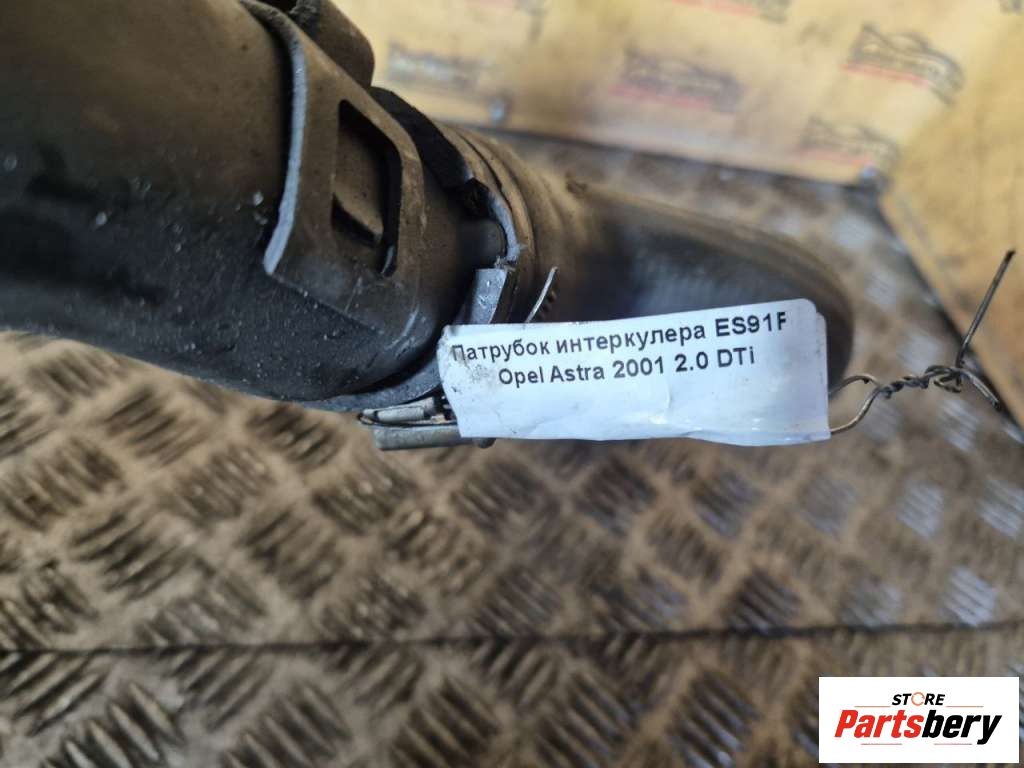 Патрубок интеркулера ES91F
Opel Astra 2001 2.0 DTi
STORE
Partsbery